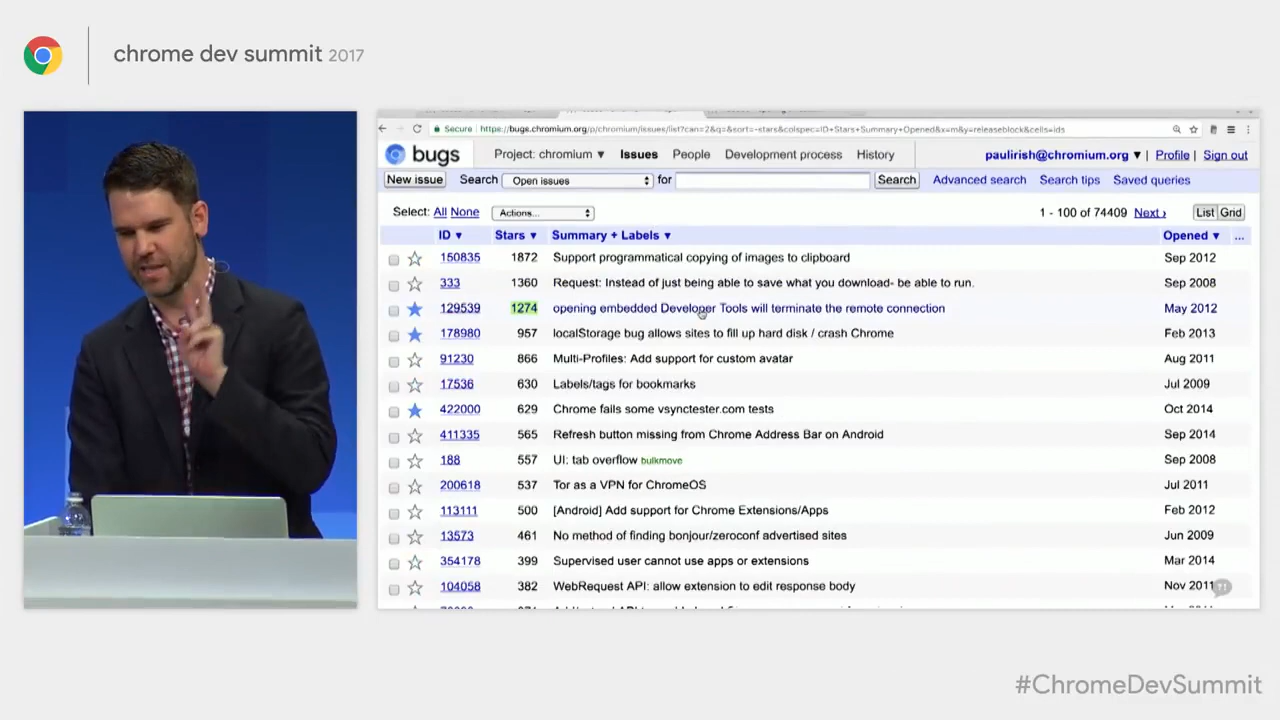 chrome dev summit 2017
Secure https://bugs.chromium.org/p/chromium/issues/list?can=2&q=&sort=-stars&colspec=ID+Stars+Summary+Opened&x=m&y=releaseblock&cells=ids
bugs Project: chromium ▼ Issues People Development process History paulirish@chromium.org ▼ | Profile | Sign out
New issue Search Open issues for Search Advanced search Search tips Saved queries
Select: All None Actions... 1 - 100 of 74409 Next › List Grid
ID ▼ Stars ▼ Summary + Labels ▼ Opened ▼ ...
150835 1872 Support programmatical copying of images to clipboard Sep 2012
333 1360 Request: Instead of just being able to save what you download- be able to run. Sep 2008
129539 1274 opening embedded Developer Tools will terminate the remote connection May 2012
178980 957 localStorage bug allows sites to fill up hard disk / crash Chrome Feb 2013
91230 866 Multi-Profiles: Add support for custom avatar Aug 2011
17536 630 Labels/tags for bookmarks Jul 2009
422000 629 Chrome fails some vsynctester.com tests Oct 2014
411335 565 Refresh button missing from Chrome Address Bar on Android Sep 2014
188 557 UI: tab overflow bulkmove Sep 2008
200618 537 Tor as a VPN for ChromeOS Jul 2011
113111 500 [Android] Add support for Chrome Extensions/Apps Feb 2012
13573 461 No method of finding bonjour/zeroconf advertised sites Jun 2009
354178 399 Supervised user cannot use apps or extensions Mar 2014
104058 382 WebRequest API: allow extension to edit response body Nov 2011
#ChromeDevSummit